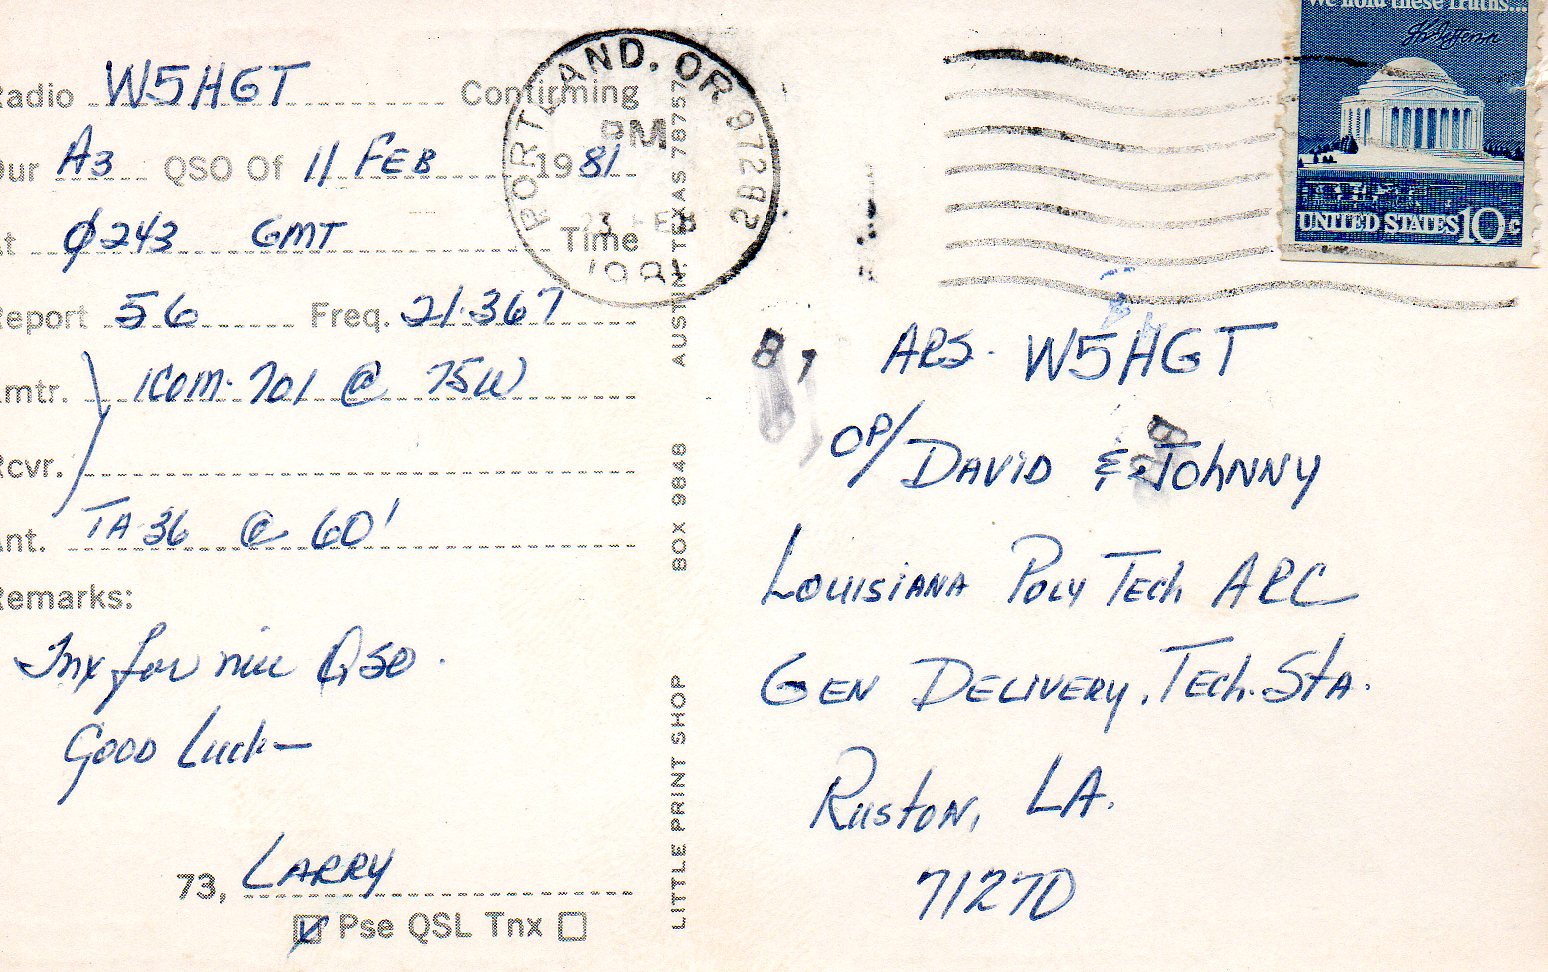 Radio W5HGT Confirming
Our A3 QSO Of 11 FEB 1981
At Ø243 GMT Time
Report 56 Freq. 21.367
Xmtr. ICOM-701 @ 75W
Rcvr.
Ant. TA-36 @ 60'
Remarks:
Tnx for nice QSO.
Good Luck—
73, LARRY
Pse QSL Tnx
LITTLE PRINT SHOP BOX 9848 AUSTIN, TEXAS 78757
PORTLAND, OR 97282
PM
23 FEB
1981
We hold these Truths...
Th Jefferson
UNITED STATES 10c
ARS. W5HGT
OP/ DAVID & JOHNNY
LOUISIANA POLY TECH ARC
GEN DELIVERY, TECH. STA.
RUSTON, LA.
71270